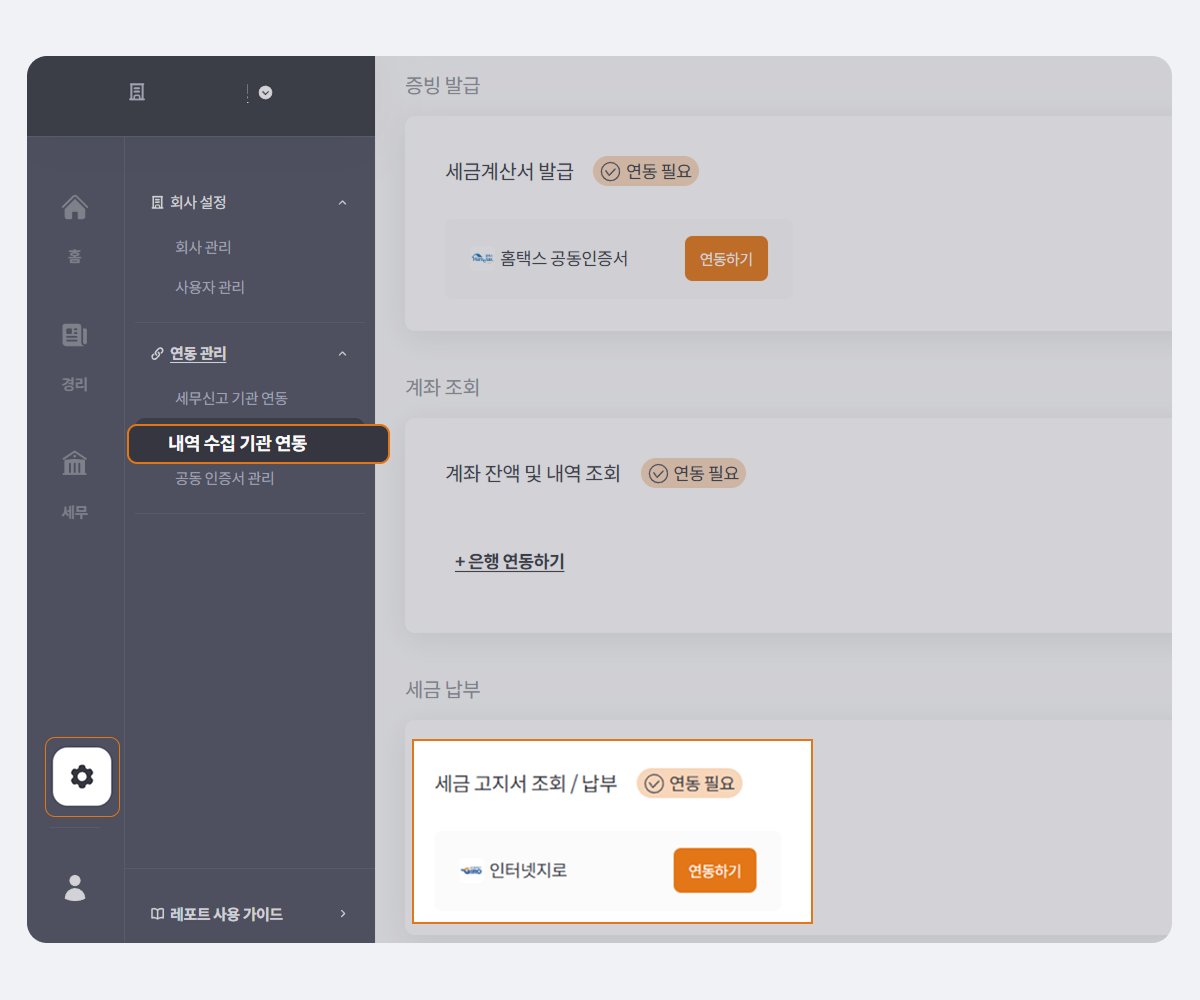 홈
경리
세무
회사 설정
회사 관리
사용자 관리
연동 관리
세무신고 기관 연동
내역 수집 기관 연동
공동 인증서 관리
레포트 사용 가이드
증빙 발급
세금계산서 발급 연동 필요
홈택스 공동인증서 연동하기
계좌 조회
계좌 잔액 및 내역 조회 연동 필요
+ 은행 연동하기
세금 납부
세금 고지서 조회 / 납부 연동 필요
인터넷지로 연동하기